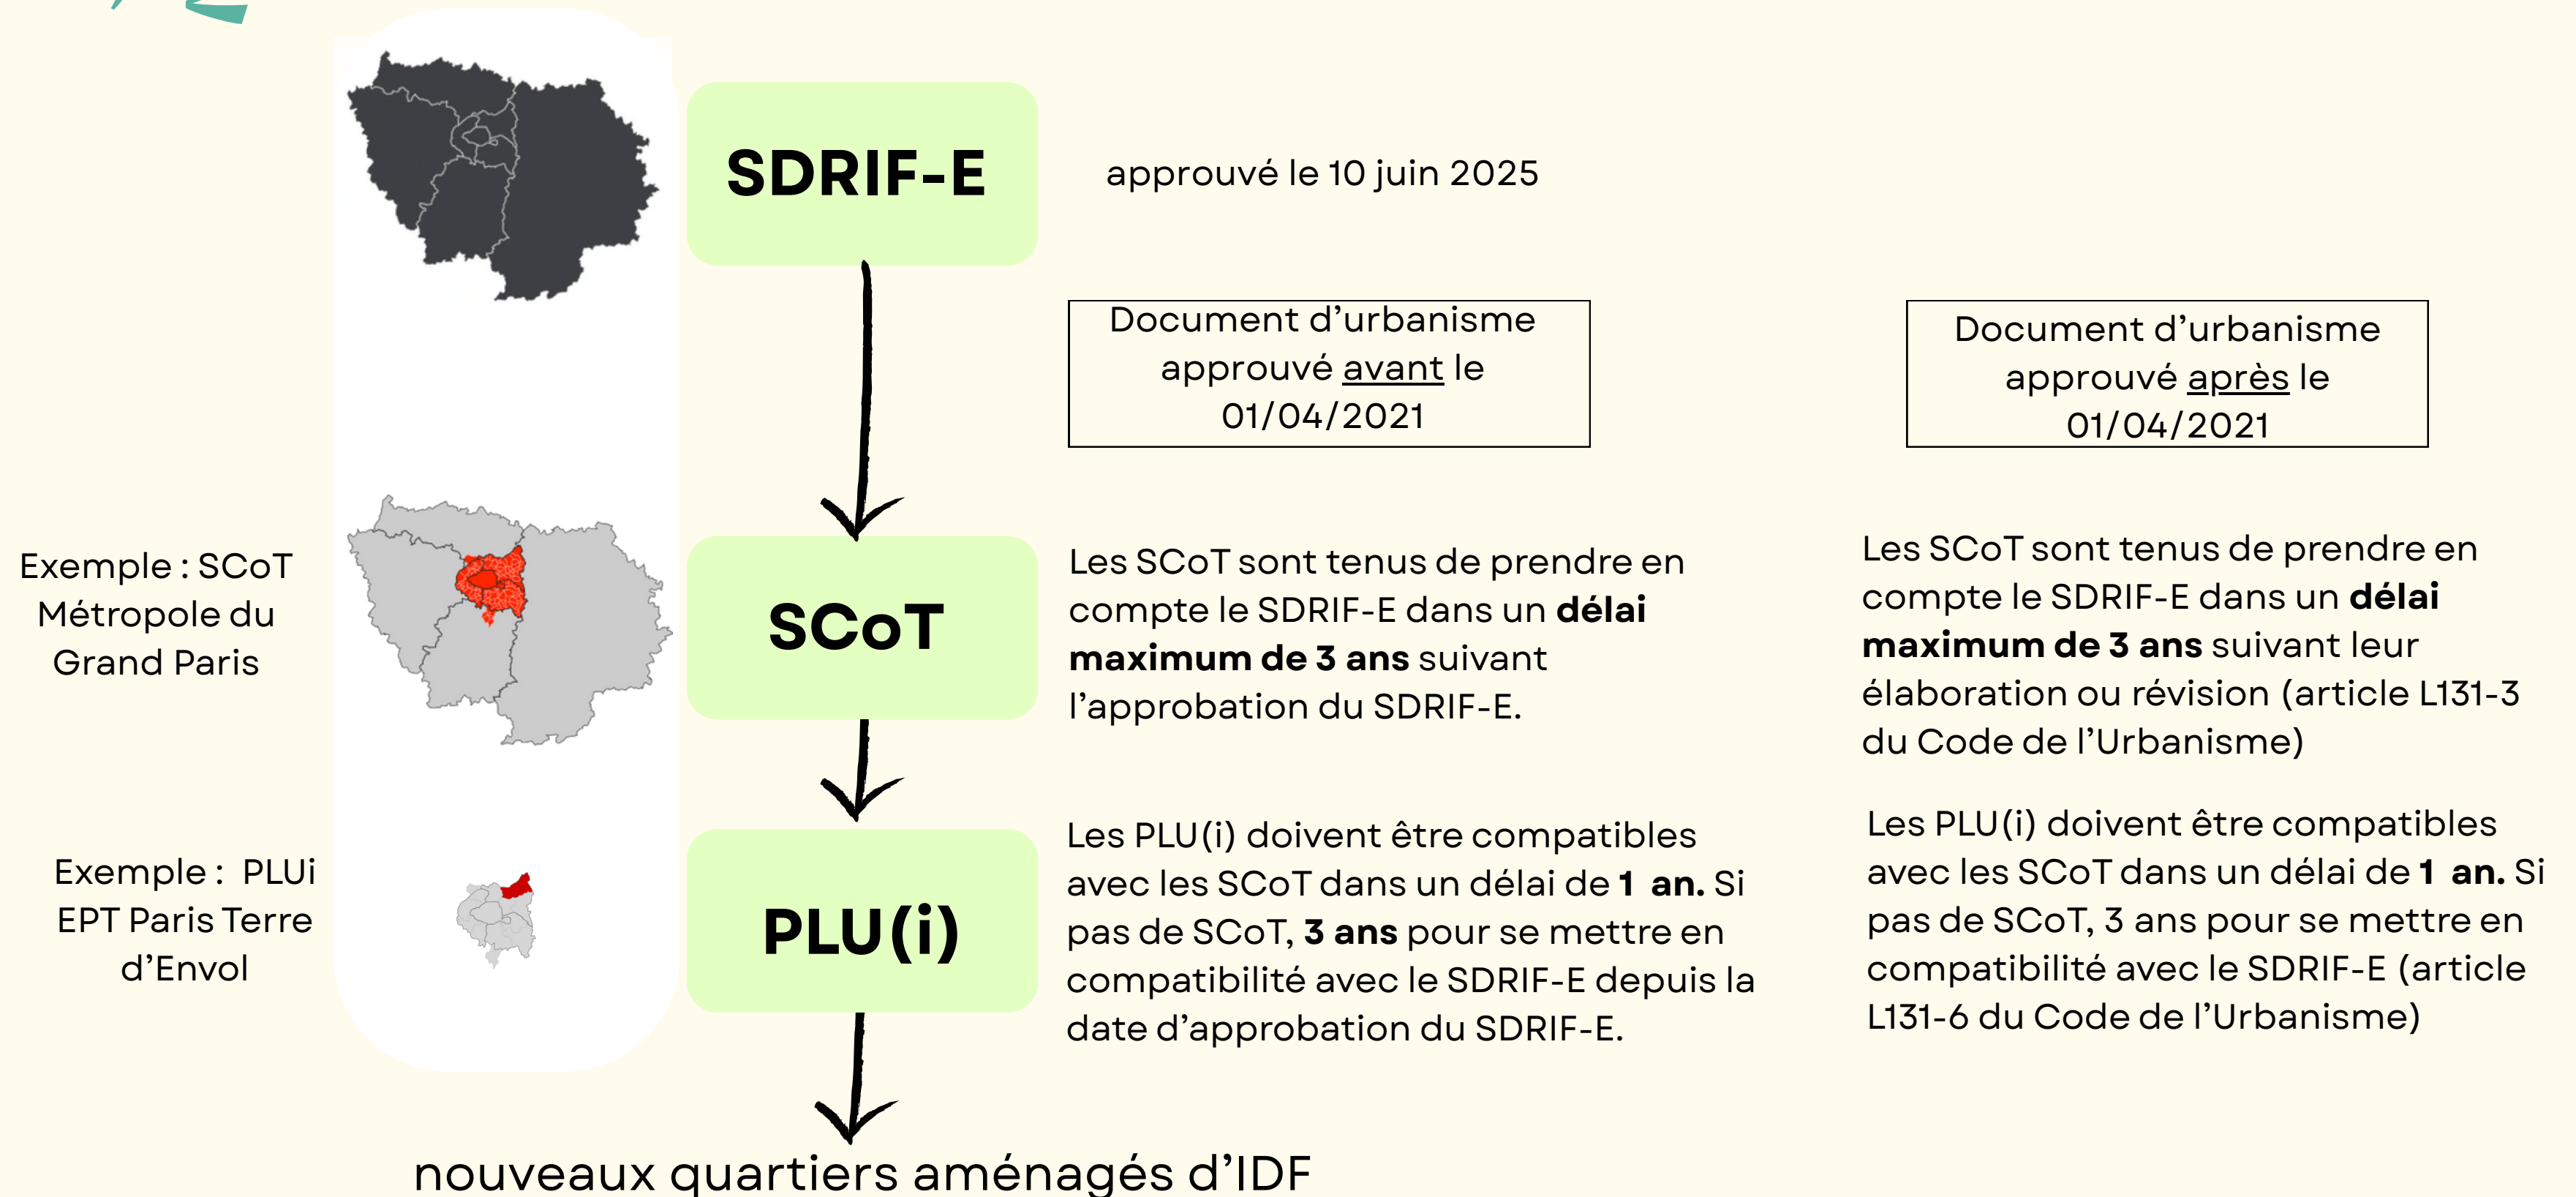 SDRIF-E
approuvé le 10 juin 2025
Document d’urbanisme
approuvé avant le
01/04/2021
Document d’urbanisme
approuvé après le
01/04/2021
Exemple : SCoT
Métropole du
Grand Paris
SCoT
Les SCoT sont tenus de prendre en
compte le SDRIF-E dans un délai
maximum de 3 ans suivant
l’approbation du SDRIF-E.
Les SCoT sont tenus de prendre en
compte le SDRIF-E dans un délai
maximum de 3 ans suivant leur
élaboration ou révision (article L131-3
du Code de l’Urbanisme)
Exemple : PLUi
EPT Paris Terre
d’Envol
PLU(i)
Les PLU(i) doivent être compatibles
avec les SCoT dans un délai de 1 an. Si
pas de SCoT, 3 ans pour se mettre en
compatibilité avec le SDRIF-E depuis la
date d’approbation du SDRIF-E.
Les PLU(i) doivent être compatibles
avec les SCoT dans un délai de 1 an. Si
pas de SCoT, 3 ans pour se mettre en
compatibilité avec le SDRIF-E (article
L131-6 du Code de l’Urbanisme)
nouveaux quartiers aménagés d’IDF